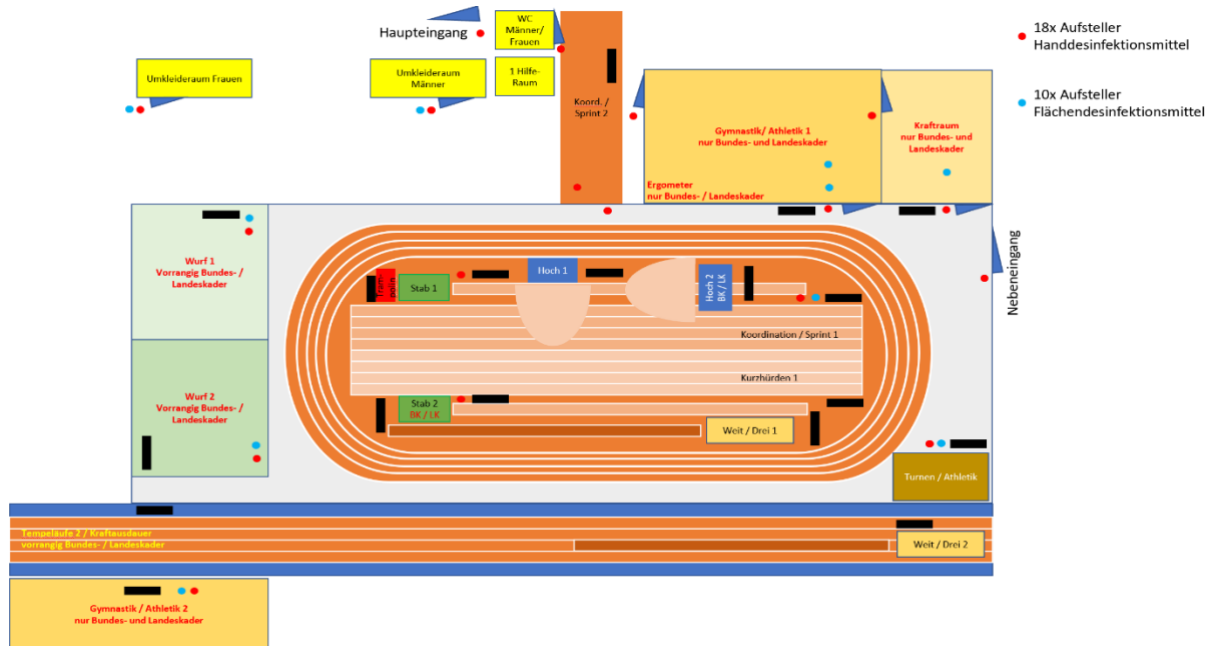 Haupteingang
WC
Männer/
Frauen
18x Aufsteller
Handdesinfektionsmittel
Umkleideraum Frauen
Umkleideraum
Männer
1 Hilfe-
Raum
Koord. /
Sprint 2
10x Aufsteller
Flächendesinfektionsmittel
Gymnastik/ Athletik 1
nur Bundes- und Landeskader
Kraftraum
nur Bundes- und
Landeskader
Ergometer
nur Bundes- / Landeskader
Wurf 1
Vorrangig Bundes- /
Landeskader
Tram-
polin
Stab 1
Hoch 1
Hoch 2
BK / LK
Nebeneingang
Koordination / Sprint 1
Kurzhürden 1
Wurf 2
Vorrangig Bundes- /
Landeskader
Stab 2
BK / LK
Weit / Drei 1
Turnen / Athletik
Tempeläufe 2 / Kraftausdauer
vorrangig Bundes- / Landeskader
Weit / Drei 2
Gymnastik / Athletik 2
nur Bundes- und Landeskader